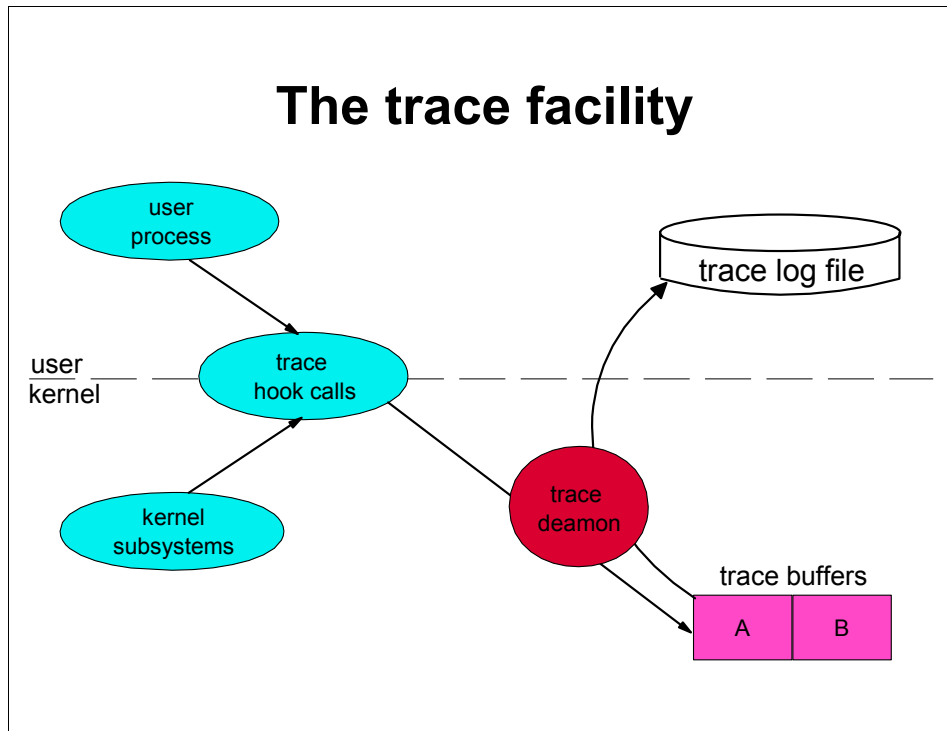 The trace facility
user
process
trace log file
trace
hook calls
user
kernel
trace
deamon
kernel
subsystems
trace buffers
A
B